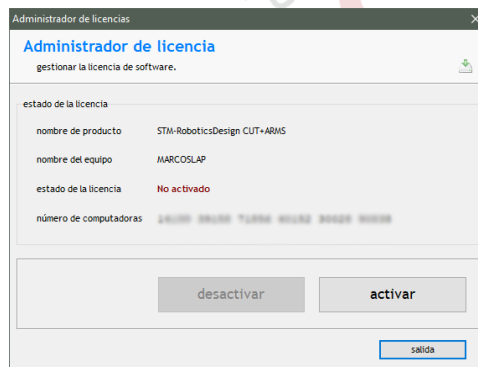 Administrador de licencias
Administrador de licencia
gestionar la licencia de software.
estado de la licencia
nombre de producto STM-RoboticsDesign CUT+ARMS
nombre del equipo MARCOSLAP
estado de la licencia No activado
número de computadoras
desactivar activar
salida